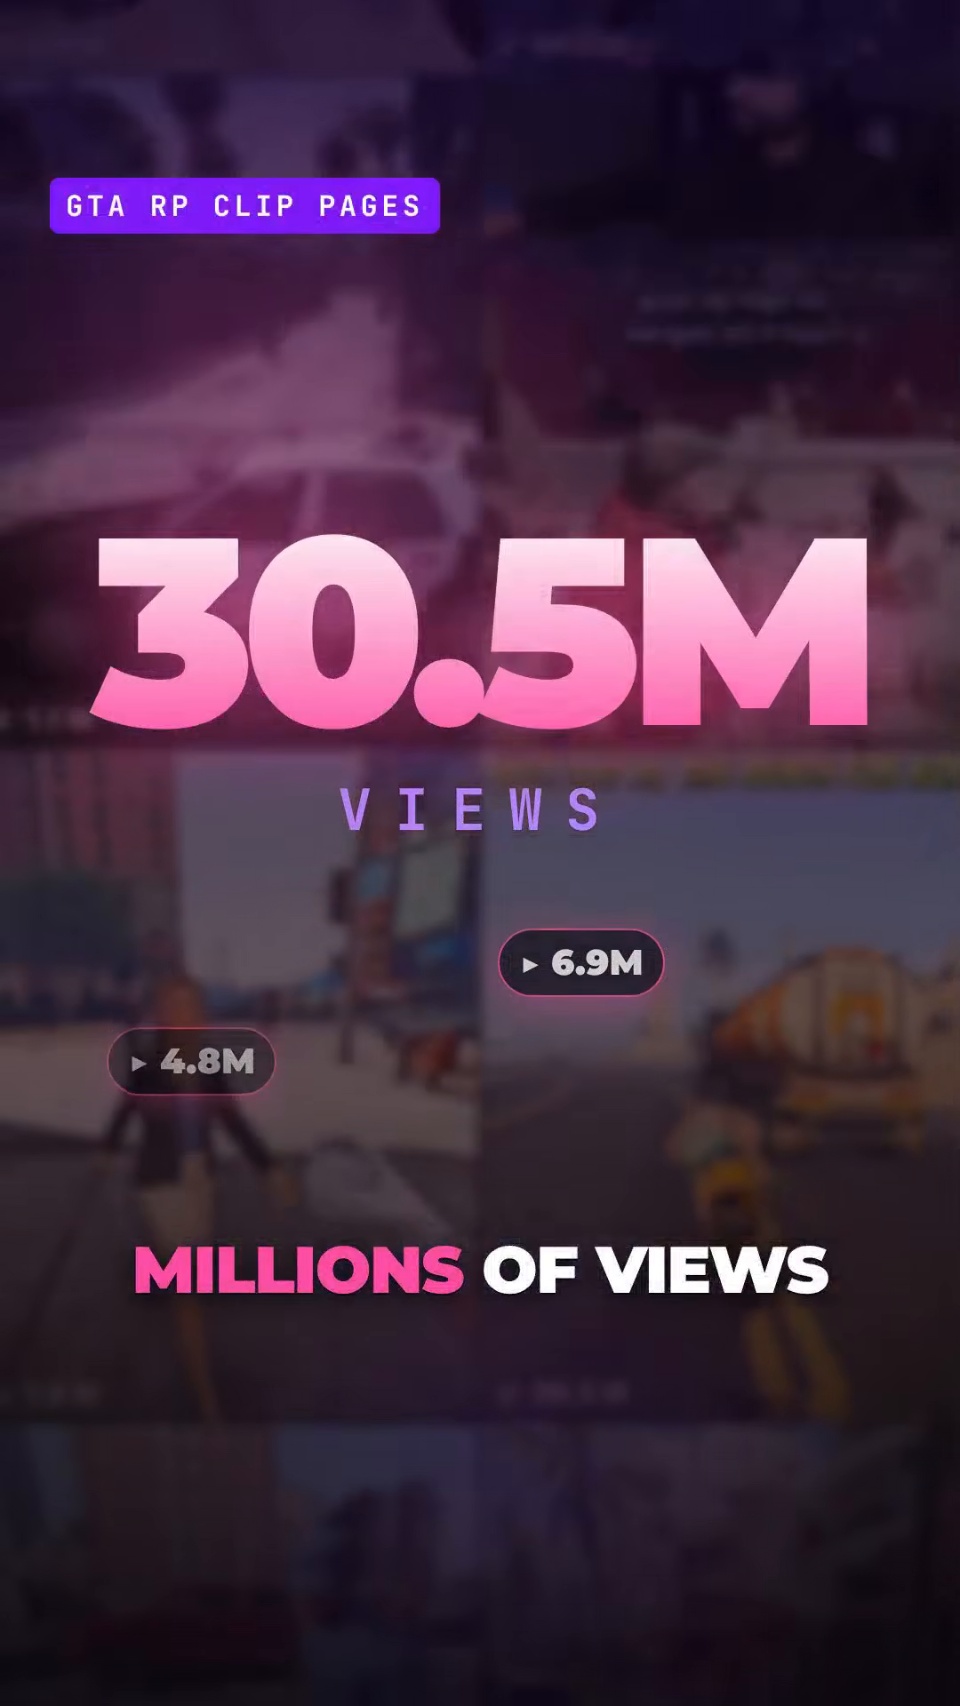 GTA RP CLIP PAGES
30.5M
VIEWS
▶ 6.9M
▶ 4.8M
MILLIONS OF VIEWS